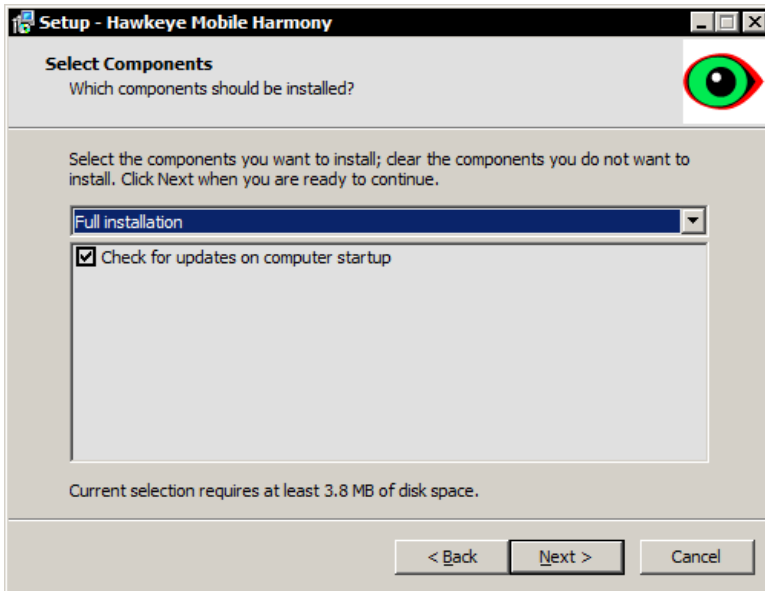 Setup - Hawkeye Mobile Harmony
Select Components
Which components should be installed?
Select the components you want to install; clear the components you do not want to
install. Click Next when you are ready to continue.
Full installation
Check for updates on computer startup
Current selection requires at least 3.8 MB of disk space.
< Back Next > Cancel